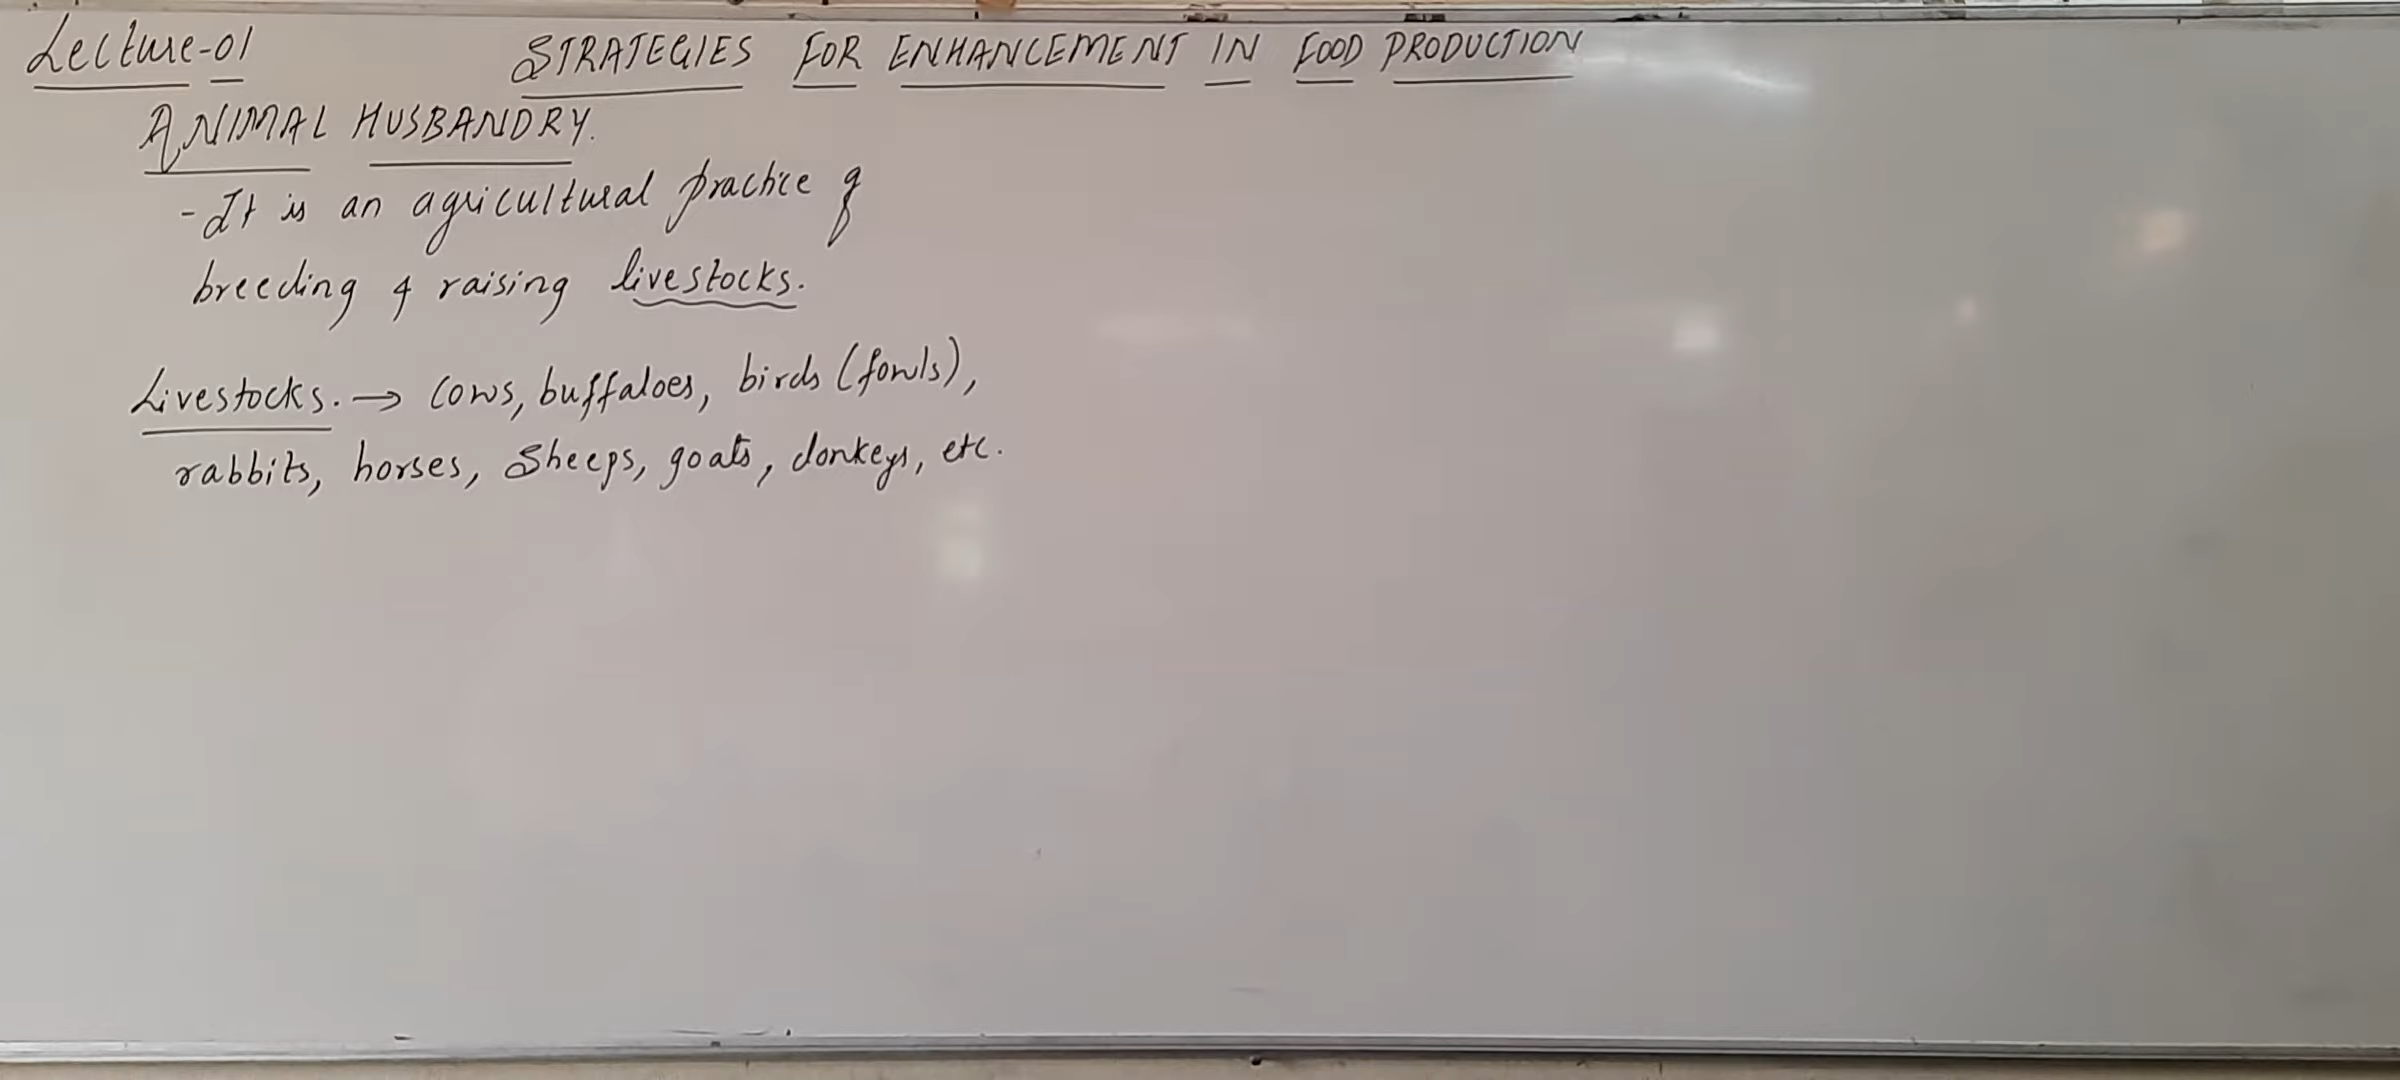 Lecture-01 STRATEGIES FOR ENHANCEMENT IN FOOD PRODUCTION
ANIMAL HUSBANDRY.
- It is an agricultural practice of
breeding & raising livestocks.
Livestocks. → Cows, buffaloes, birds (fowls),
rabbits, horses, Sheeps, goats, donkeys, etc.